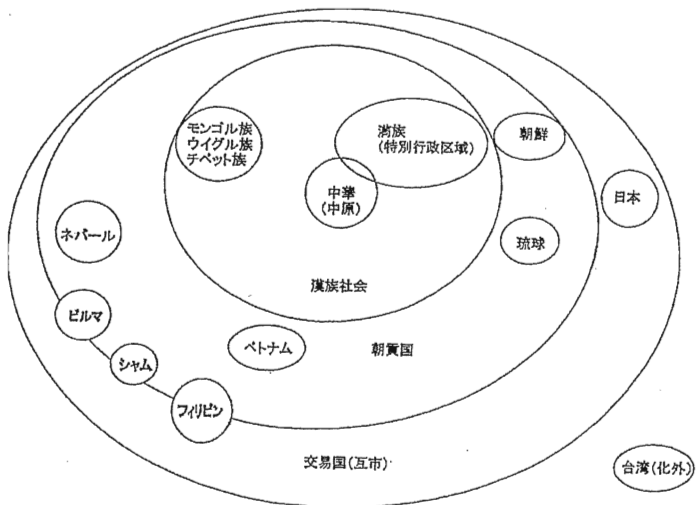 モンゴル族
ウイグル族
チベット族
満族
(特別行政区域)
朝鮮
中華
(中原)
日本
ネパール
琉球
漢族社会
ビルマ
ベトナム
朝貢国
シャム
フィリピン
交易国(互市)
台湾(化外)